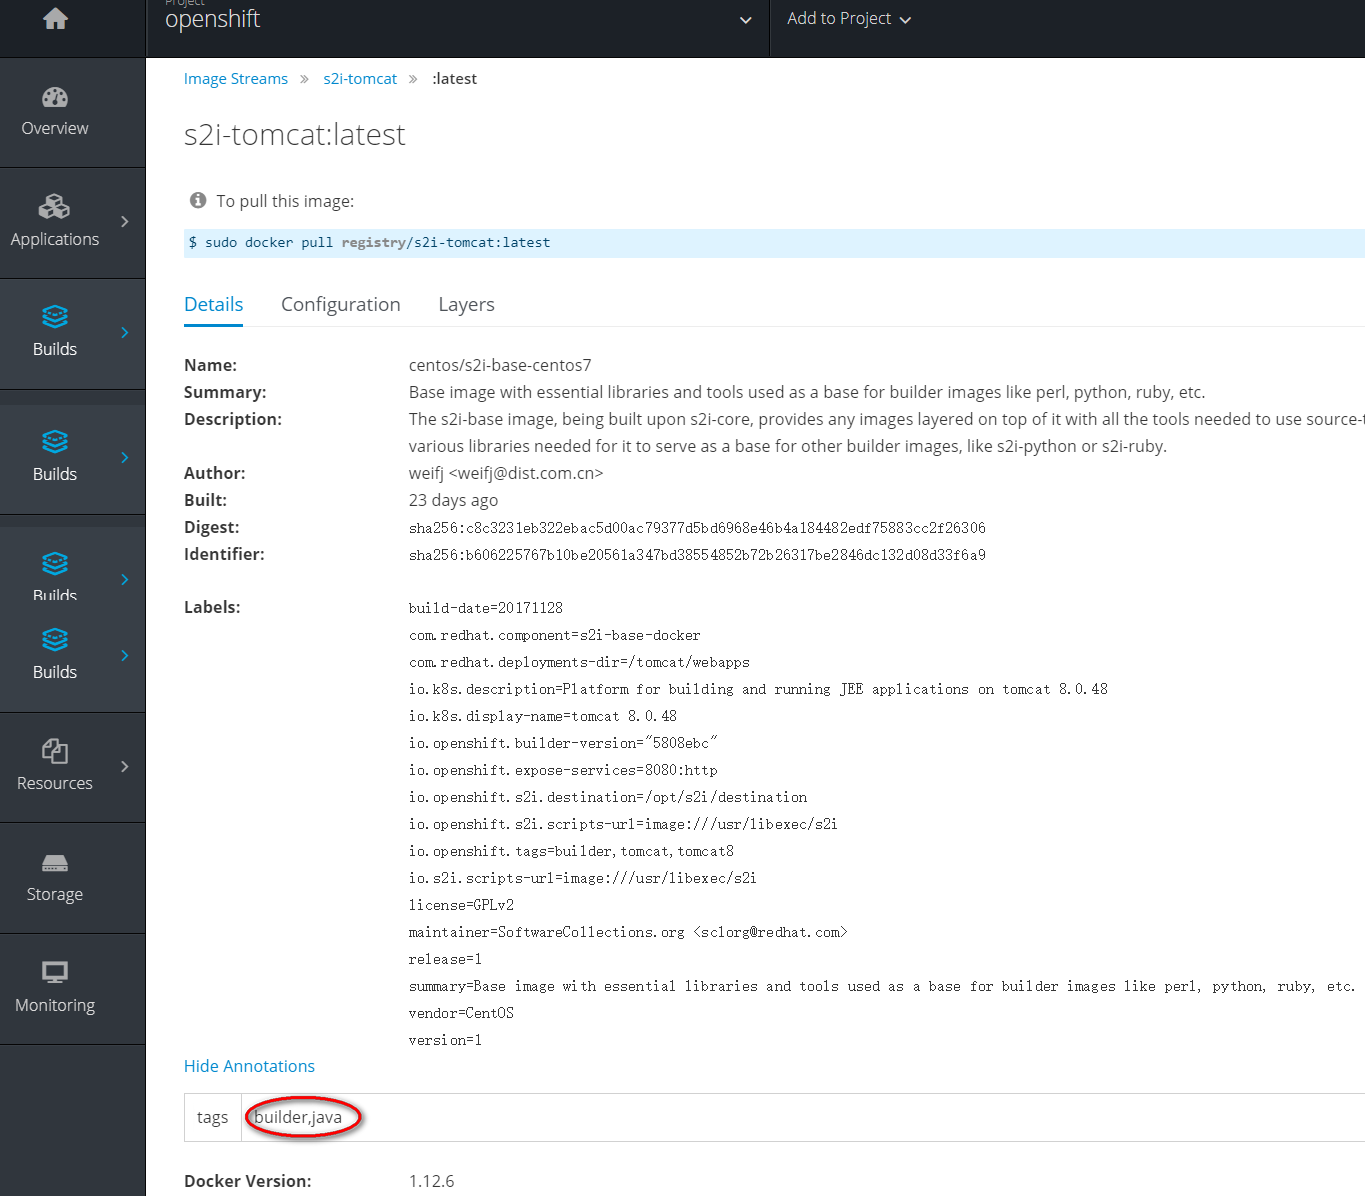 Project
openshift
Add to Project
Overview
Applications
Builds
Builds
Builds
Builds
Resources
Storage
Monitoring
Image Streams » s2i-tomcat » :latest
s2i-tomcat:latest
To pull this image:
$ sudo docker pull registry/s2i-tomcat:latest
Details Configuration Layers
Name: centos/s2i-base-centos7
Summary: Base image with essential libraries and tools used as a base for builder images like perl, python, ruby, etc.
Description: The s2i-base image, being built upon s2i-core, provides any images layered on top of it with all the tools needed to use source-t
various libraries needed for it to serve as a base for other builder images, like s2i-python or s2i-ruby.
Author: weifj <weifj@dist.com.cn>
Built: 23 days ago
Digest: sha256:c8c3231eb322ebac5d00ac79377d5bd6968e46b4a184482edf75883cc2f26306
Identifier: sha256:b606225767b10be20561a347bd38554852b72b26317be2846dc132d08d33f6a9
Labels: build-date=20171128
com.redhat.component=s2i-base-docker
com.redhat.deployments-dir=/tomcat/webapps
io.k8s.description=Platform for building and running JEE applications on tomcat 8.0.48
io.k8s.display-name=tomcat 8.0.48
io.openshift.builder-version="5808ebc"
io.openshift.expose-services=8080:http
io.openshift.s2i.destination=/opt/s2i/destination
io.openshift.s2i.scripts-url=image:///usr/libexec/s2i
io.openshift.tags=builder,tomcat,tomcat8
io.s2i.scripts-url=image:///usr/libexec/s2i
license=GPLv2
maintainer=SoftwareCollections.org <sclorg@redhat.com>
release=1
summary=Base image with essential libraries and tools used as a base for builder images like perl, python, ruby, etc.
vendor=CentOS
version=1
Hide Annotations
tags builder,java
Docker Version: 1.12.6